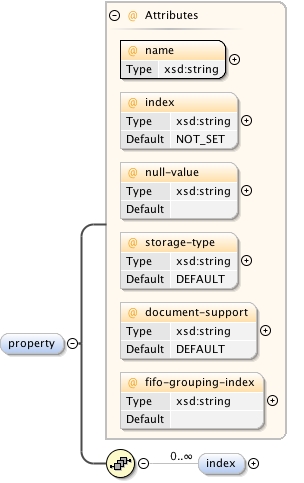 @ Attributes
@ name
Type xsd:string
@ index
Type xsd:string
Default NOT_SET
@ null-value
Type xsd:string
Default
@ storage-type
Type xsd:string
Default DEFAULT
@ document-support
Type xsd:string
Default DEFAULT
@ fifo-grouping-index
Type xsd:string
Default
property
0..∞
index